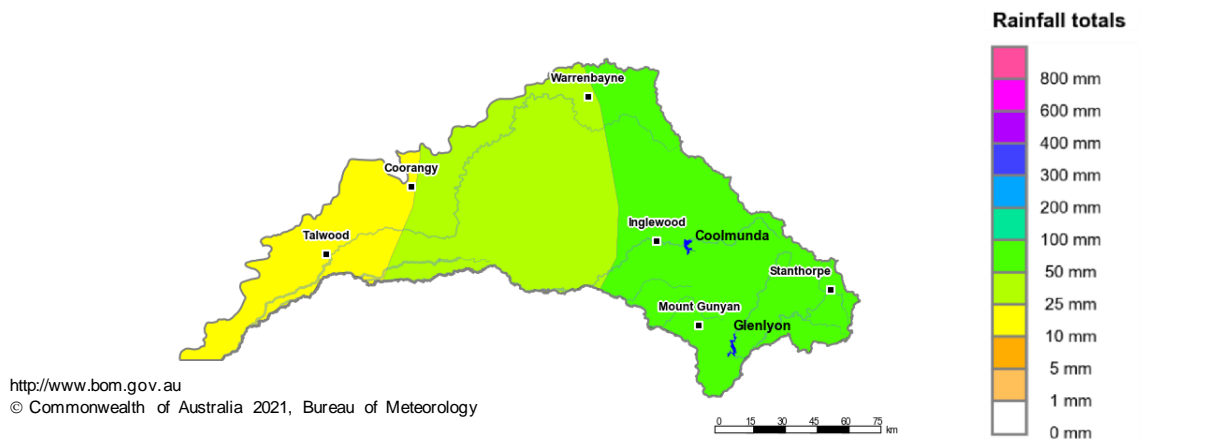 Rainfall totals
800 mm
600 mm
400 mm
300 mm
200 mm
100 mm
50 mm
25 mm
10 mm
5 mm
1 mm
0 mm
Warrenbayne
Coorangy
Talwood
Inglewood
Coolmunda
Stanthorpe
Mount Gunyan
Glenlyon
http://www.bom.gov.au
© Commonwealth of Australia 2021, Bureau of Meteorology
0 15 30 45 60 75
km